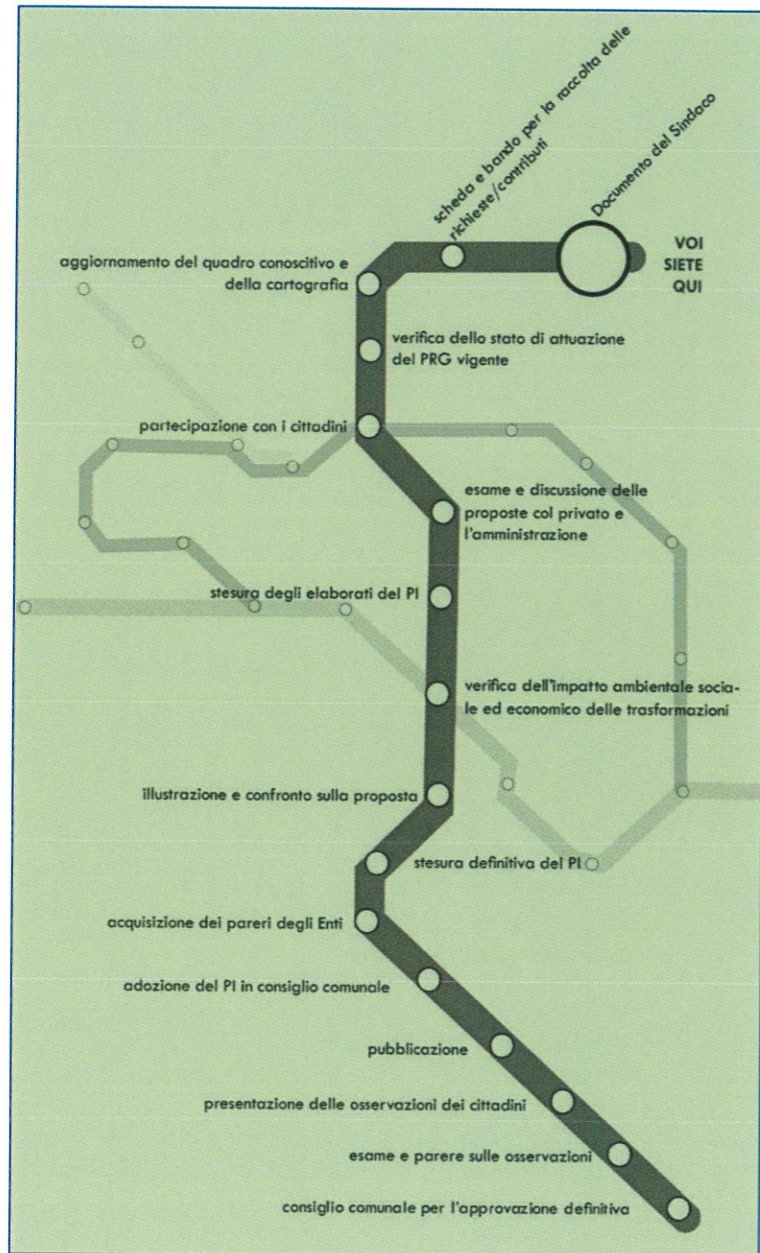 scheda e bando per la raccolta delle
richieste/contributi
Documento del Sindaco
VOI
SIETE
QUI
aggiornamento del quadro conoscitivo e
della cartografia
verifica dello stato di attuazione
del PRG vigente
partecipazione con i cittadini
esame e discussione delle
proposte col privato e
l'amministrazione
stesura degli elaborati del PI
verifica dell'impatto ambientale socia-
le ed economico delle trasformazioni
illustrazione e confronto sulla proposta
stesura definitiva del PI
acquisizione dei pareri degli Enti
adozione del PI in consiglio comunale
pubblicazione
presentazione delle osservazioni dei cittadini
esame e parere sulle osservazioni
consiglio comunale per l'approvazione definitiva